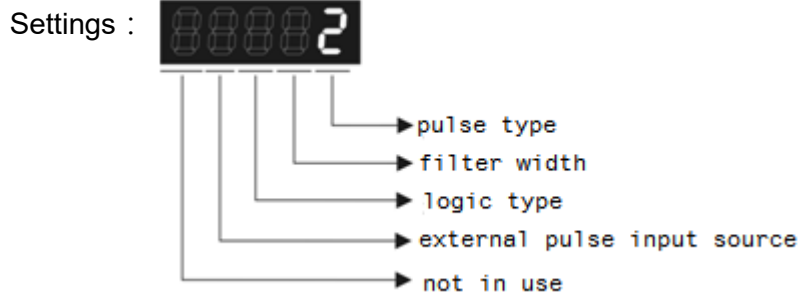 Settings：
2
pulse type
filter width
logic type
external pulse input source
not in use